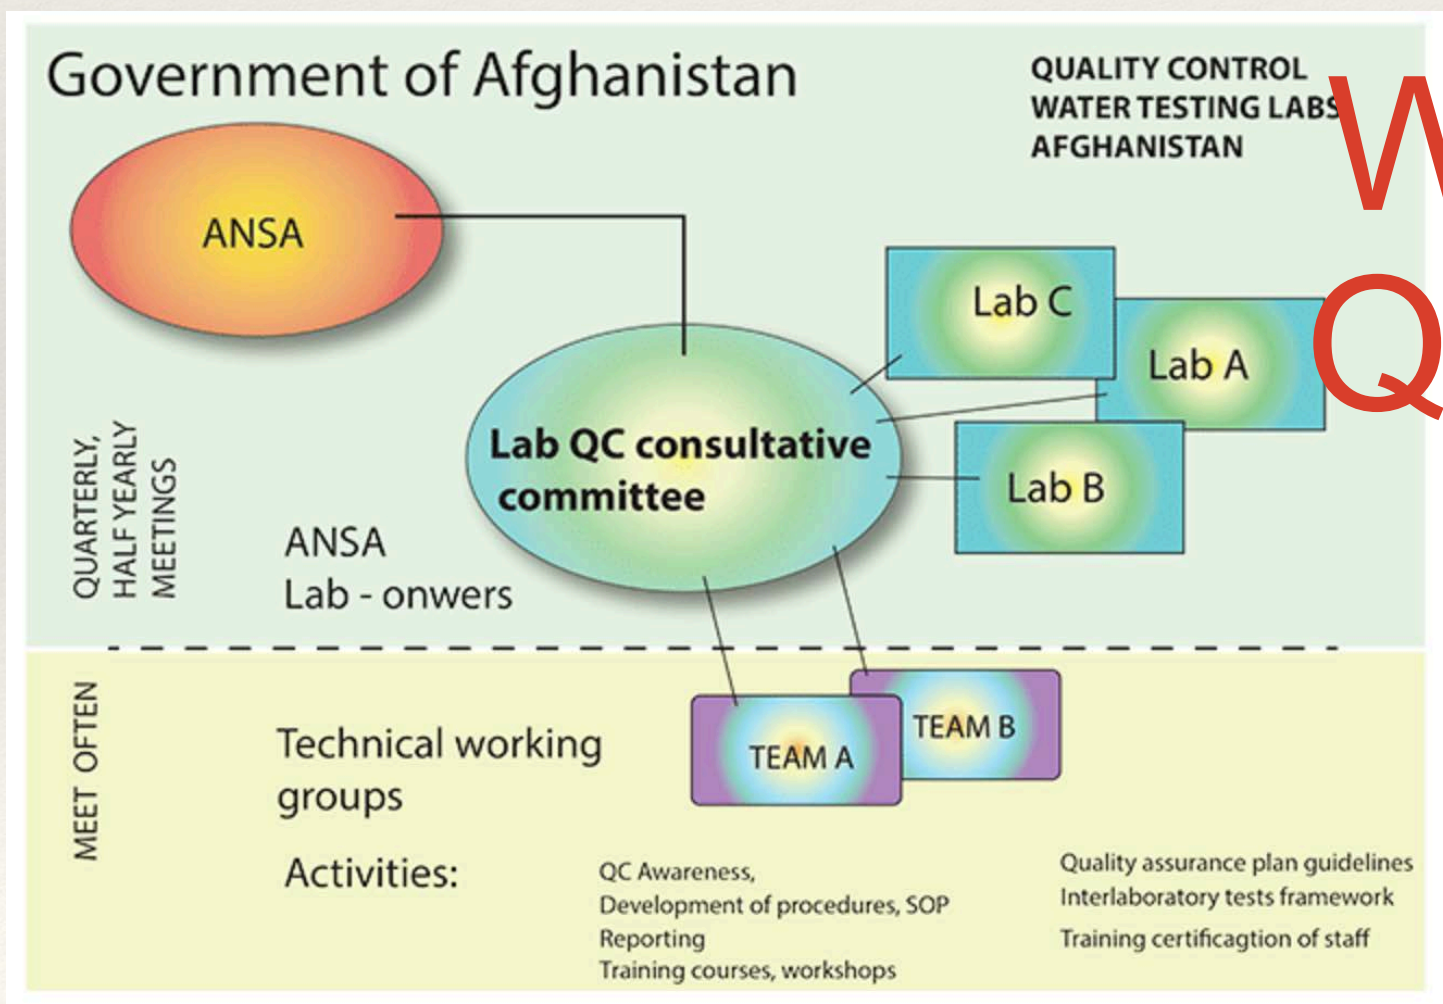 Government of Afghanistan
QUALITY CONTROL
WATER TESTING LABS
AFGHANISTAN
W
Q
ANSA
Lab C
Lab A
Lab B
Lab QC consultative
committee
QUARTERLY,
HALF YEARLY
MEETINGS
ANSA
Lab - onwers
MEET OFTEN
Technical working
groups
TEAM A
TEAM B
Activities:
QC Awareness,
Development of procedures, SOP
Reporting
Training courses, workshops
Quality assurance plan guidelines
Interlaboratory tests framework
Training certificagtion of staff